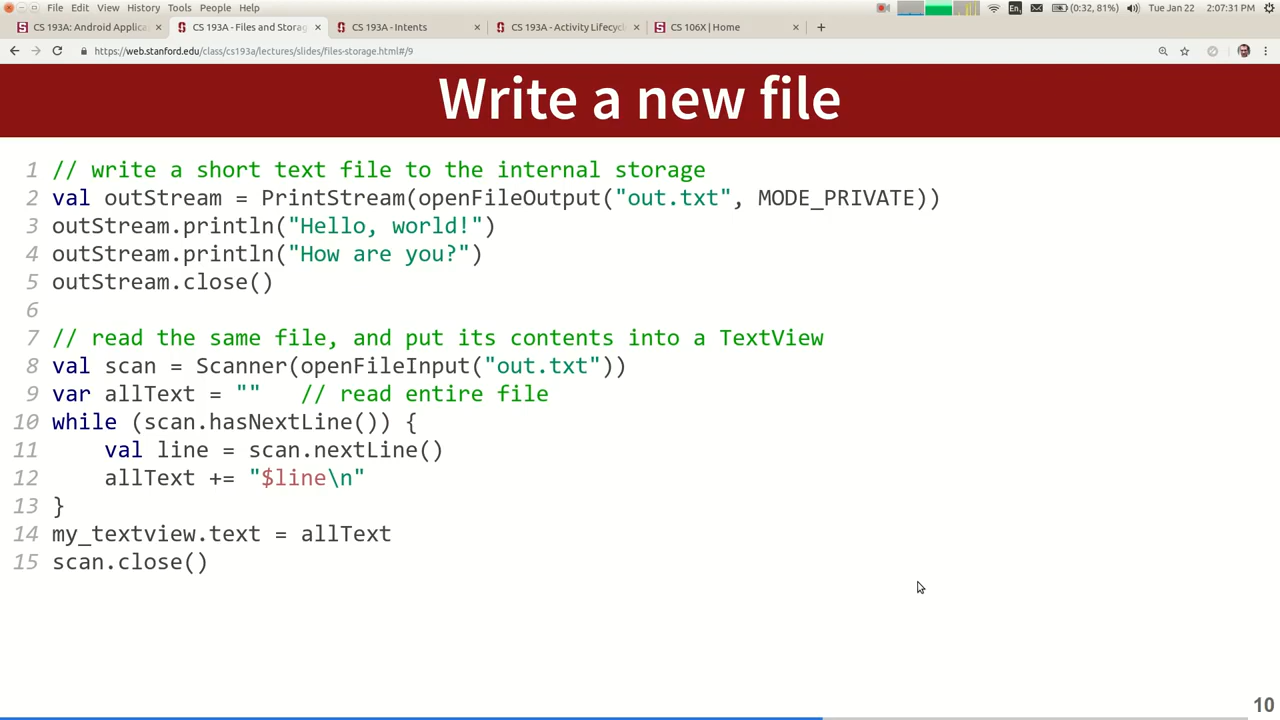 File Edit View History Tools People Help
En,
(0:32, 81%)
Tue Jan 22
2:07:31 PM
CS 193A: Android Applica
CS 193A - Files and Storag
CS 193A - Intents
CS 193A - Activity Lifecycl
CS 106X | Home
https://web.stanford.edu/class/cs193a/lectures/slides/files-storage.html#/9
Write a new file
1 // write a short text file to the internal storage
2 val outStream = PrintStream(openFileOutput("out.txt", MODE_PRIVATE))
3 outStream.println("Hello, world!")
4 outStream.println("How are you?")
5 outStream.close()
6
7 // read the same file, and put its contents into a TextView
8 val scan = Scanner(openFileInput("out.txt"))
9 var allText = "" // read entire file
10 while (scan.hasNextLine()) {
11 val line = scan.nextLine()
12 allText += "$line\n"
13 }
14 my_textview.text = allText
15 scan.close()
10